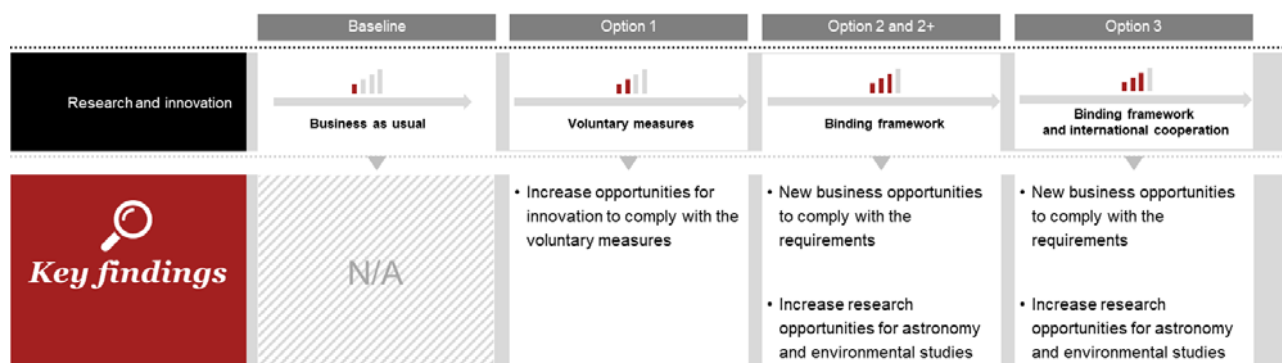 Baseline
Option 1
Option 2 and 2+
Option 3
Research and innovation
Business as usual
Voluntary measures
Binding framework
Binding framework
and international cooperation
Key findings
N/A
• Increase opportunities for
innovation to comply with the
voluntary measures
• New business opportunities
to comply with the
requirements
• Increase research
opportunities for astronomy
and environmental studies
• New business opportunities
to comply with the
requirements
• Increase research
opportunities for astronomy
and environmental studies